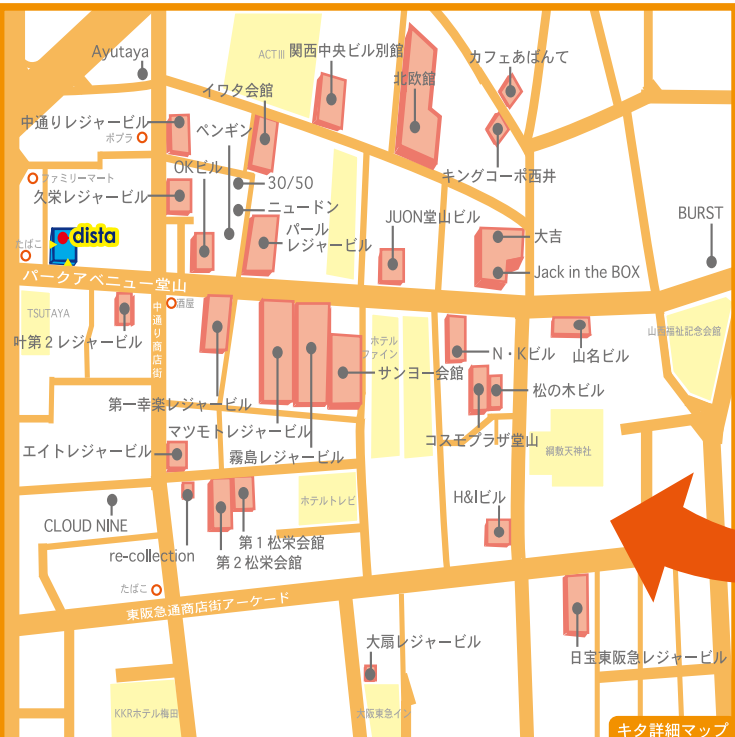 Ayutaya
ACTⅢ
関西中央ビル別館
カフェあぱんて
イワタ会館
北欧館
中通りレジャービル
ポプラ
ペンギン
OKビル
キングコーポ西井
ファミリーマート
30/50
久栄レジャービル
ニュードン
JUON堂山ビル
BURST
dista
パール
レジャービル
大吉
たばこ
Jack in the BOX
パークアベニュー堂山
TSUTAYA
中通り商店街
酒屋
ホテル
ファイン
山西福祉記念会館
叶第2レジャービル
N・Kビル
山名ビル
サンヨー会館
松の木ビル
第一幸楽レジャービル
マツモトレジャービル
コスモプラザ堂山
エイトレジャービル
霧島レジャービル
綱敷天神社
CLOUD NINE
ホテルトレビ
H&Iビル
re-collection
第1松栄会館
第2松栄会館
たばこ
東阪急通商店街アーケード
大扇レジャービル
日宝東阪急レジャービル
KKRホテル梅田
大阪東急イン
キタ詳細マップ